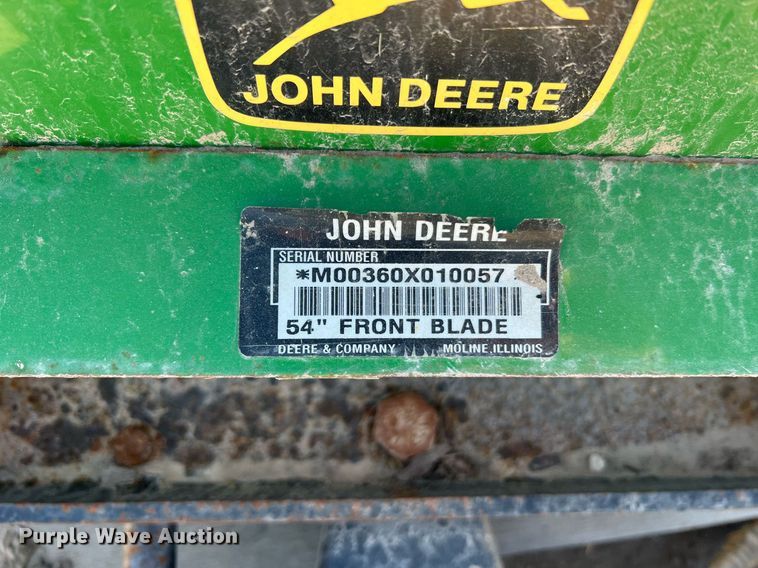 JOHN DEERE
JOHN DEERE
SERIAL NUMBER
*M00360X010057
54" FRONT BLADE
DEERE & COMPANY MOLINE, ILLINOIS
Purple Wave Auction